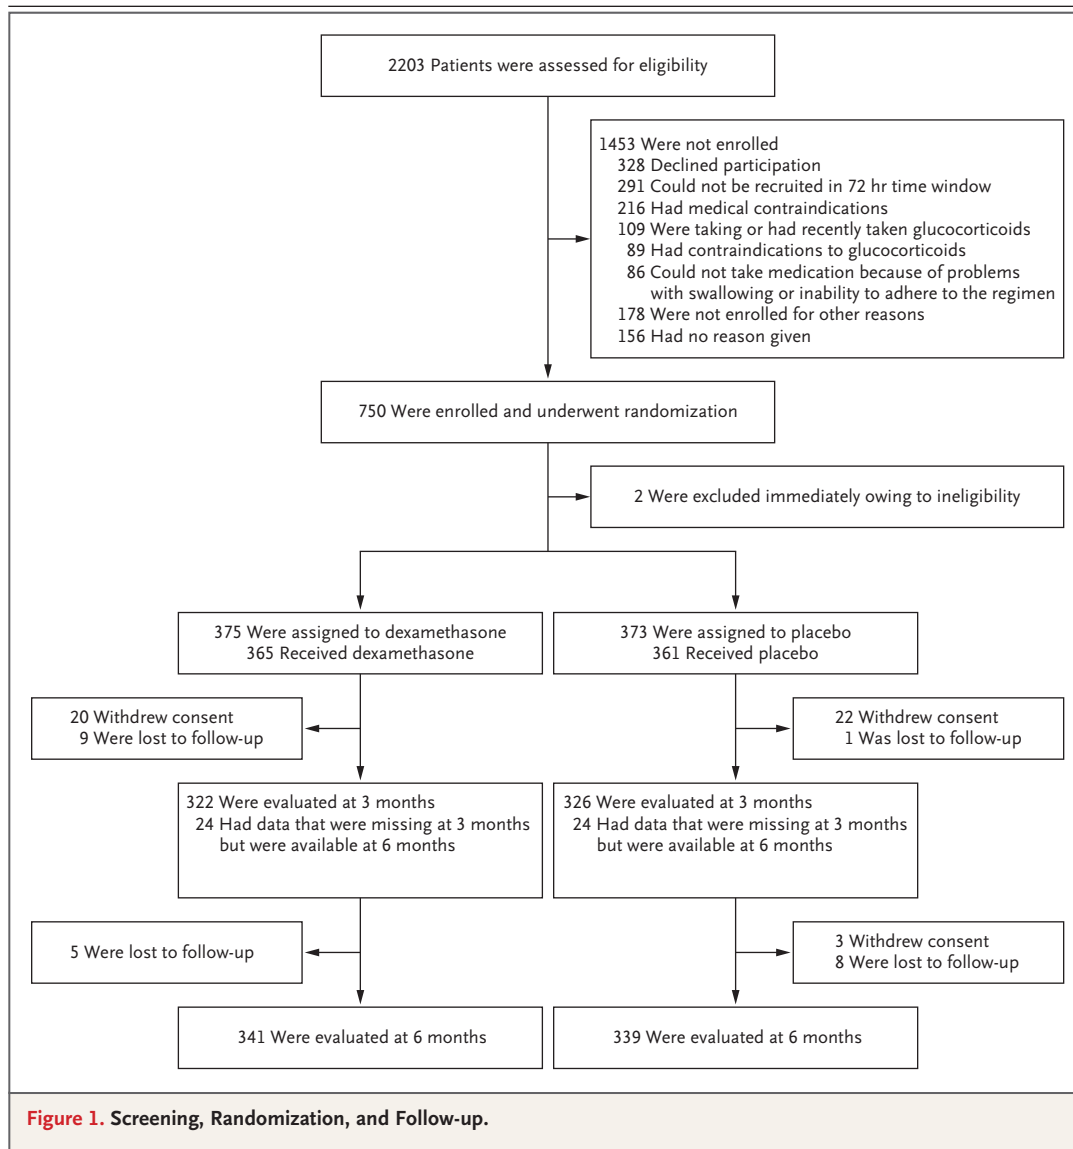 2203 Patients were assessed for eligibility
1453 Were not enrolled
328 Declined participation
291 Could not be recruited in 72 hr time window
216 Had medical contraindications
109 Were taking or had recently taken glucocorticoids
89 Had contraindications to glucocorticoids
86 Could not take medication because of problems
with swallowing or inability to adhere to the regimen
178 Were not enrolled for other reasons
156 Had no reason given
750 Were enrolled and underwent randomization
2 Were excluded immediately owing to ineligibility
375 Were assigned to dexamethasone
365 Received dexamethasone
373 Were assigned to placebo
361 Received placebo
20 Withdrew consent
9 Were lost to follow-up
22 Withdrew consent
1 Was lost to follow-up
322 Were evaluated at 3 months
24 Had data that were missing at 3 months
but were available at 6 months
326 Were evaluated at 3 months
24 Had data that were missing at 3 months
but were available at 6 months
5 Were lost to follow-up
3 Withdrew consent
8 Were lost to follow-up
341 Were evaluated at 6 months
339 Were evaluated at 6 months
Figure 1. Screening, Randomization, and Follow-up.